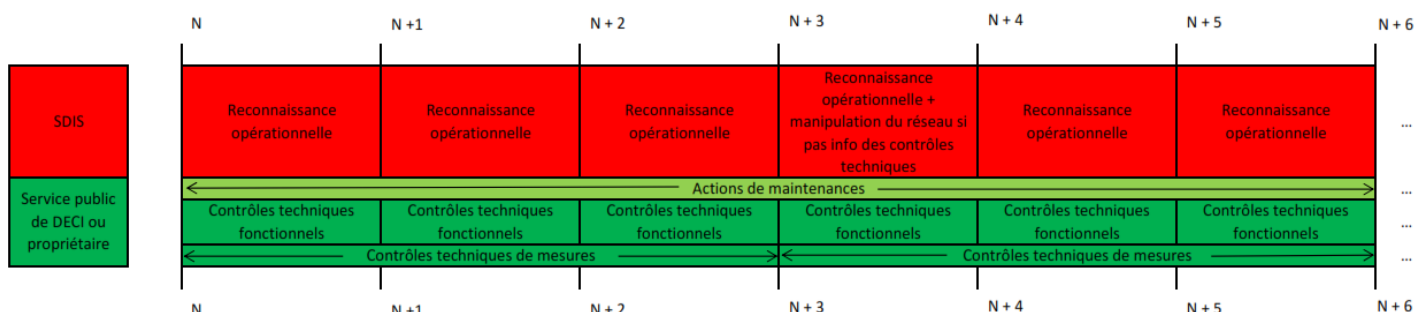 N N +1 N + 2 N + 3 N + 4 N + 5 N + 6
SDIS
Reconnaissance
opérationnelle
Reconnaissance
opérationnelle
Reconnaissance
opérationnelle
Reconnaissance
opérationnelle +
manipulation du réseau si
pas info des contrôles
techniques
Reconnaissance
opérationnelle
Reconnaissance
opérationnelle
...
Service public
de DECI ou
propriétaire
Actions de maintenances
...
Contrôles techniques
fonctionnels
Contrôles techniques
fonctionnels
Contrôles techniques
fonctionnels
Contrôles techniques
fonctionnels
Contrôles techniques
fonctionnels
Contrôles techniques
fonctionnels
...
Contrôles techniques de mesures
Contrôles techniques de mesures
...
N N +1 N + 2 N + 3 N + 4 N + 5 N + 6